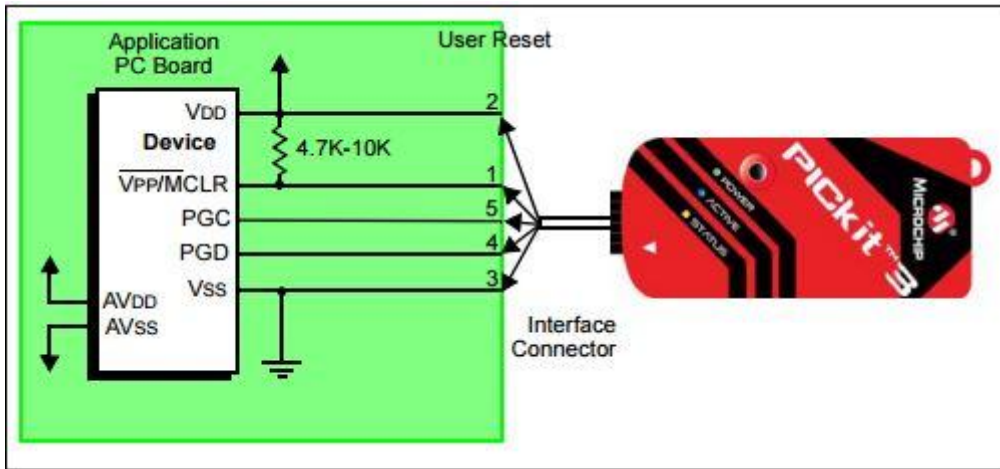 Application
PC Board
User Reset
VDD
2
Device
4.7K-10K
VPP/MCLR
1
PGC
5
PGD
4
VSS
3
AVDD
AVSS
Interface
Connector
POWER
ACTIVE
STATUS
PICkit™ 3
MICROCHIP